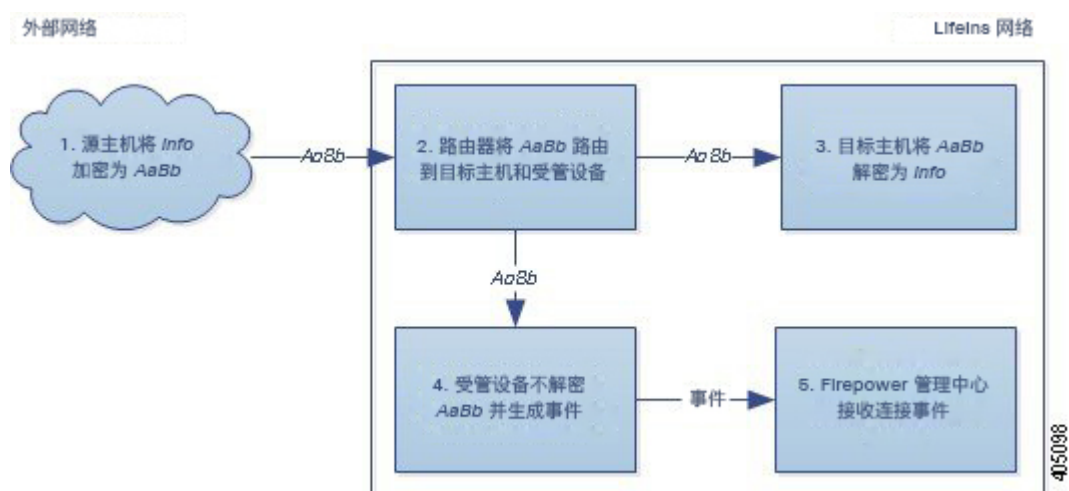 外部网络
LifeIns 网络
1. 源主机将 Info
加密为 AaBb
AaBb
2. 路由器将 AaBb 路由
到目标主机和受管设备
AaBb
3. 目标主机将 AaBb
解密为 Info
AaBb
4. 受管设备不解密
AaBb 并生成事件
事件
5. Firepower 管理中心
接收连接事件
405098